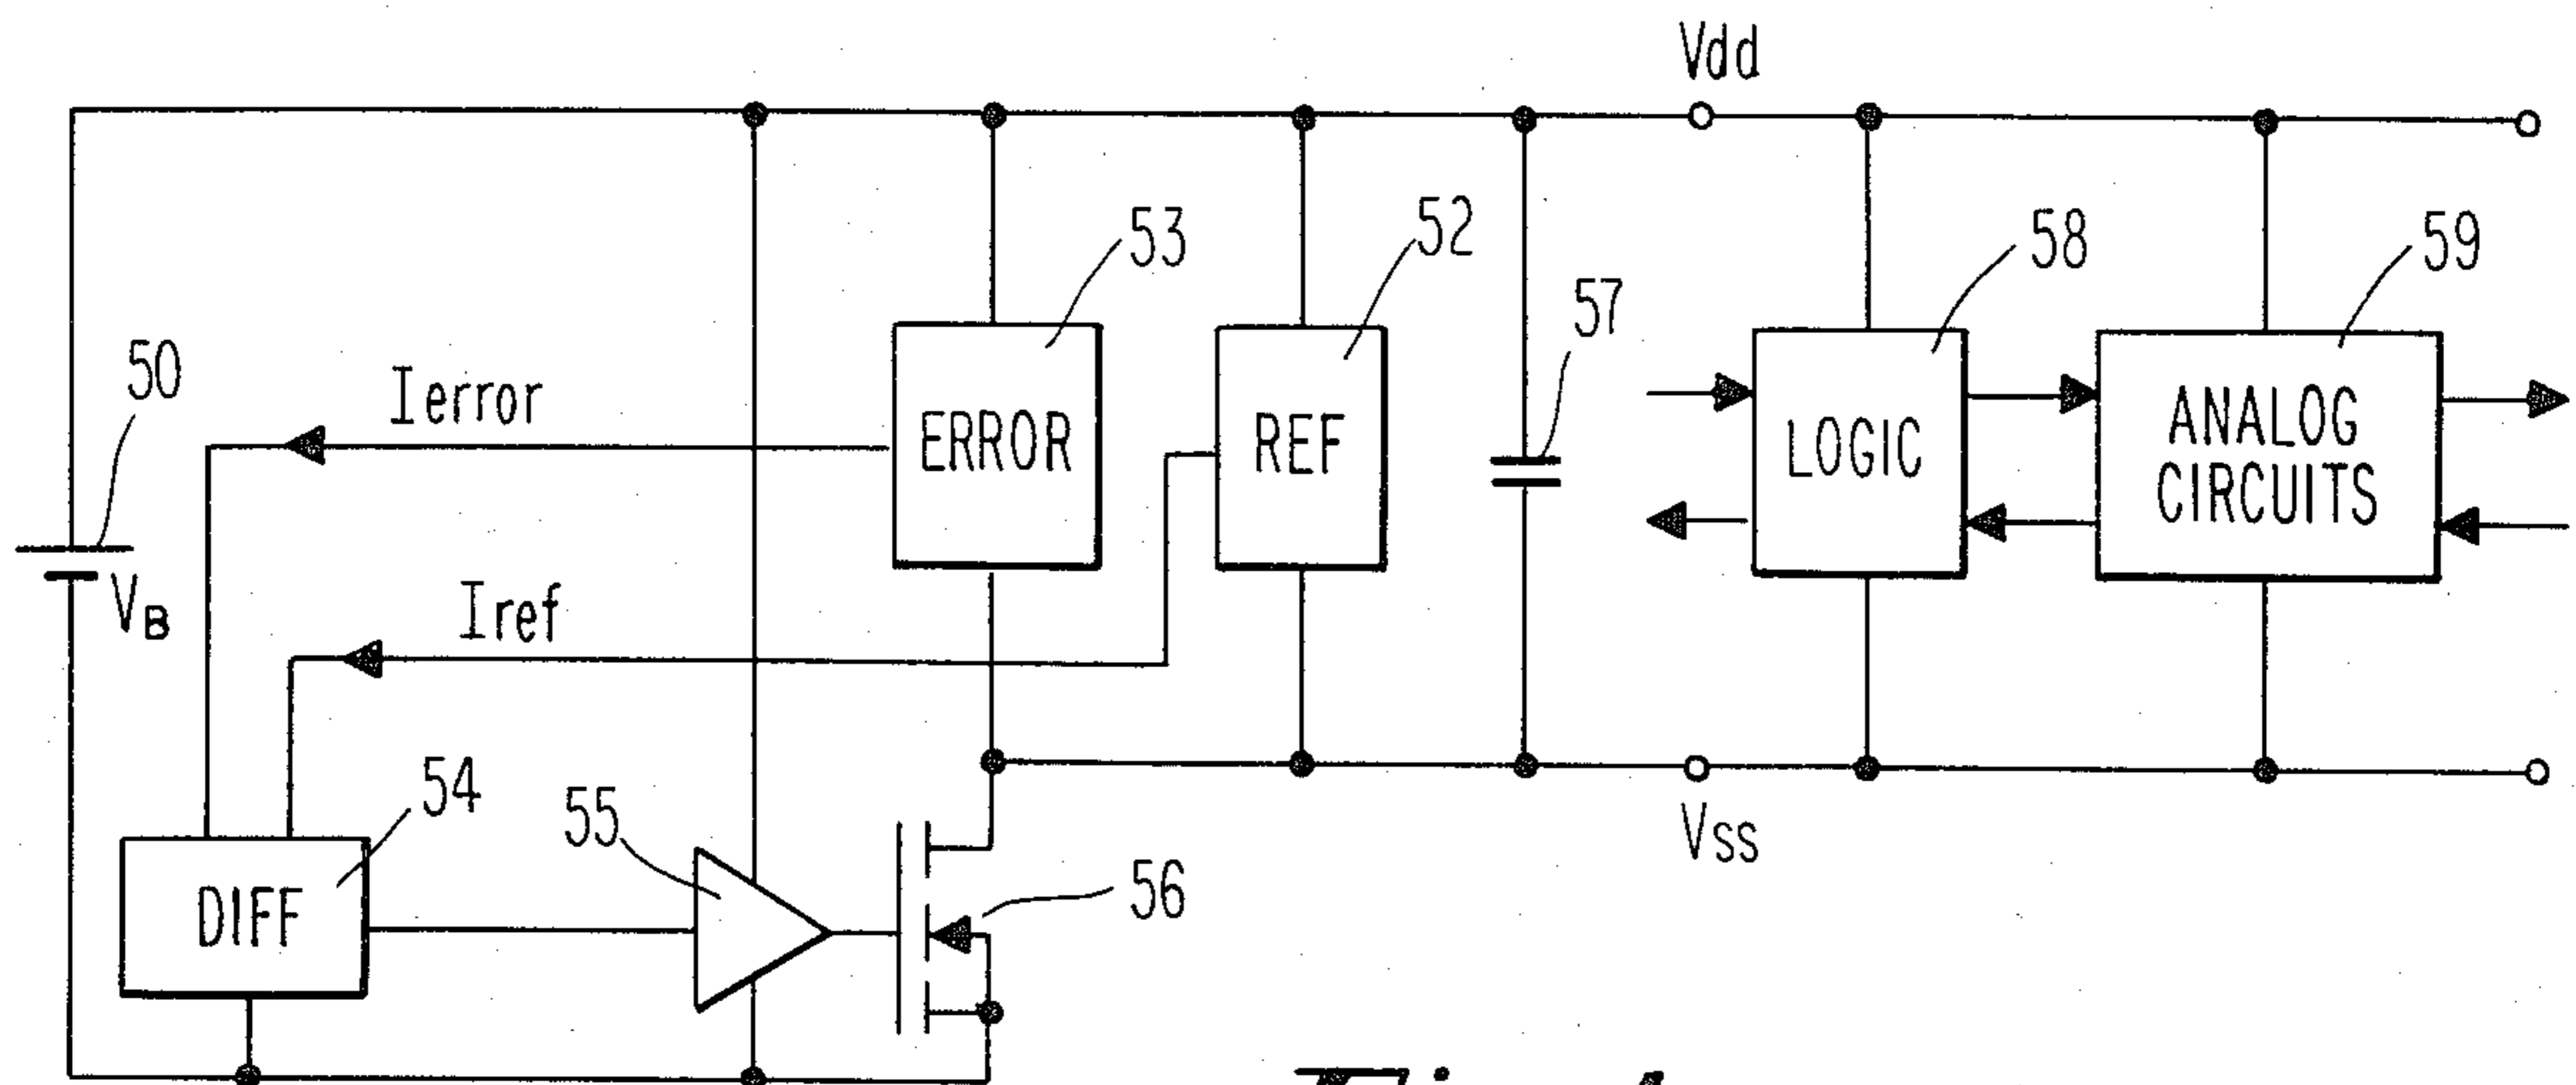 Vdd
53
52
58
59
57
50
Ierror
ERROR
REF
LOGIC
ANALOG
CIRCUITS
VB
Iref
54
55
56
Vss
DIFF